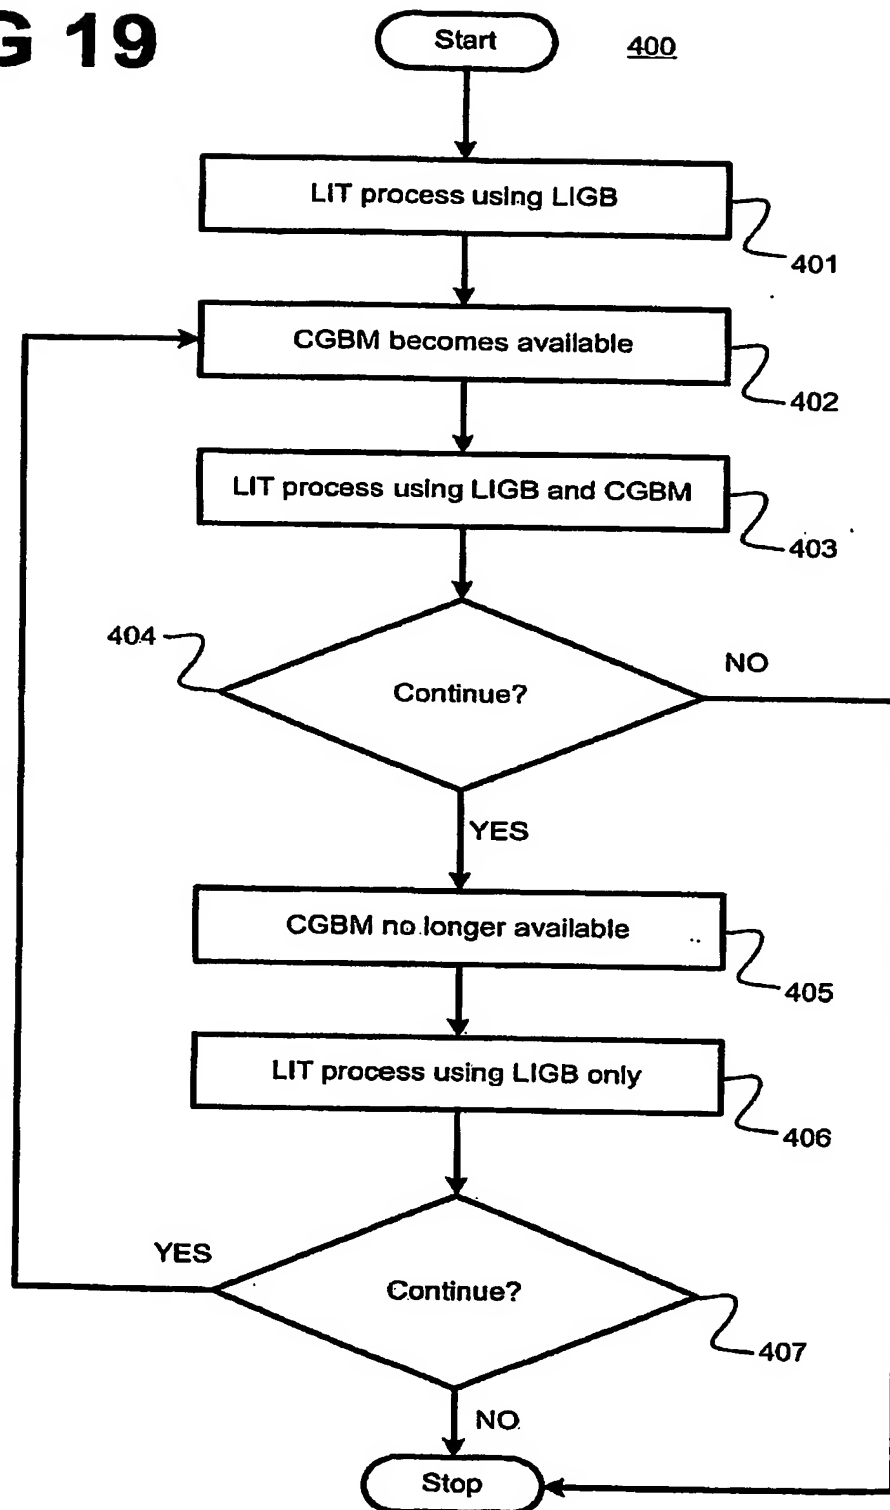 G 19
Start
400
LIT process using LIGB
401
CGBM becomes available
402
LIT process using LIGB and CGBM
403
404
Continue?
NO
YES
CGBM no longer available
405
LIT process using LIGB only
406
YES
Continue?
407
NO
Stop